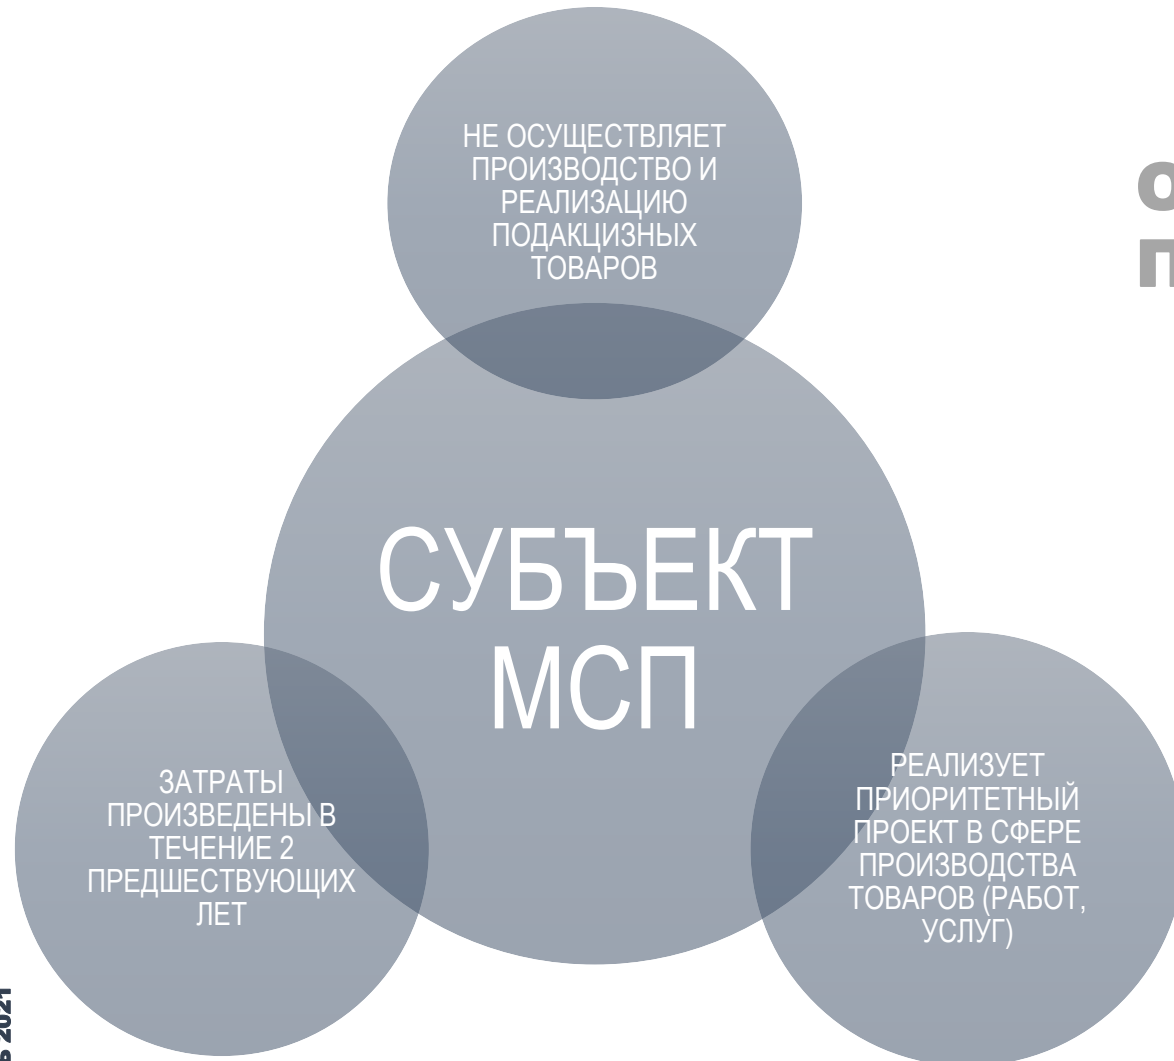 НЕ ОСУЩЕСТВЛЯЕТ
ПРОИЗВОДСТВО И
РЕАЛИЗАЦИЮ
ПОДАКЦИЗНЫХ
ТОВАРОВ
СУБЪЕКТ
МСП
ЗАТРАТЫ
ПРОИЗВЕДЕНЫ В
ТЕЧЕНИЕ 2
ПРЕДШЕСТВУЮЩИХ
ЛЕТ
РЕАЛИЗУЕТ
ПРИОРИТЕТНЫЙ
ПРОЕКТ В СФЕРЕ
ПРОИЗВОДСТВА
ТОВАРОВ (РАБОТ,
УСЛУГ)
2021